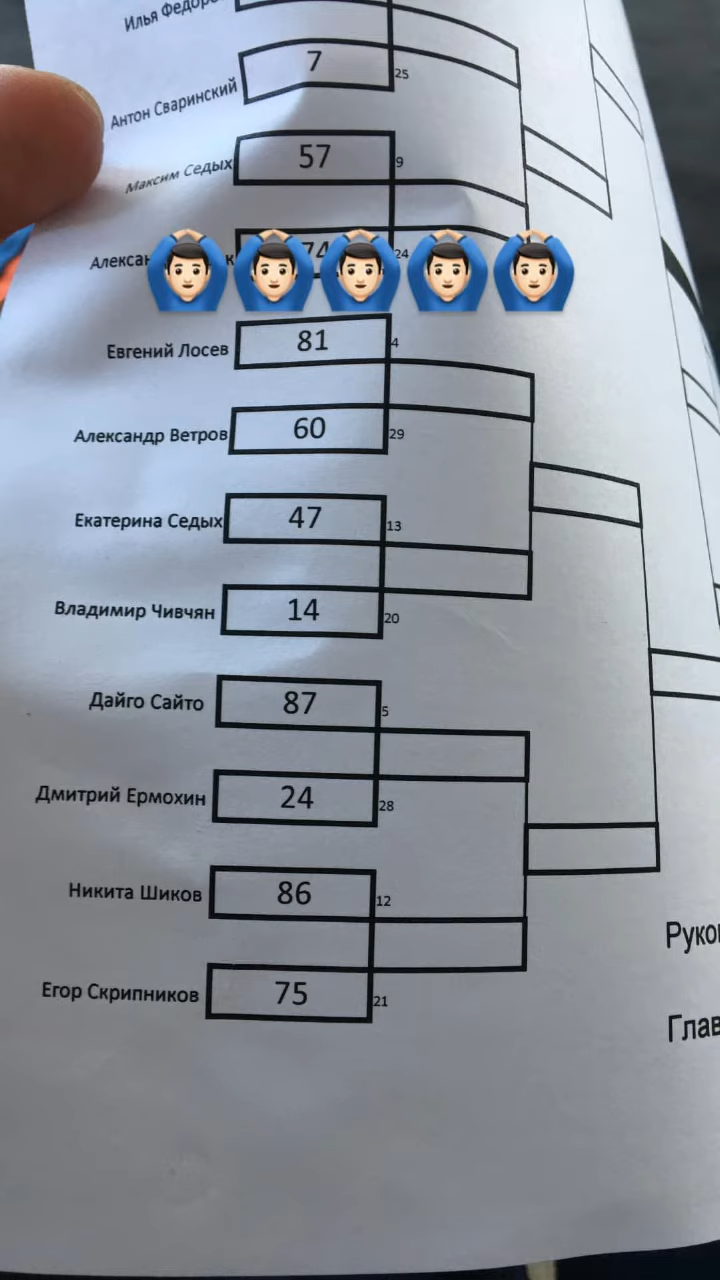 Илья
7
25
Антон Сваринский
57
9
Максим Седых
24
Евгений Лосев
81
4
Александр Ветров
60
29
Екатерина Седых
47
13
Владимир Чивчян
14
20
Дайго Сайто
87
5
Дмитрий Ермохин
24
28
Никита Шиков
86
12
Егор Скрипников
75
21